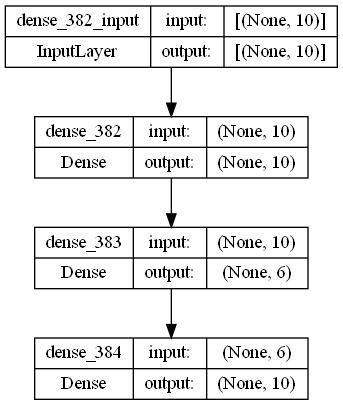 dense_382_input input: [(None, 10)]
InputLayer output: [(None, 10)]
dense_382 input: (None, 10)
Dense output: (None, 10)
dense_383 input: (None, 10)
Dense output: (None, 6)
dense_384 input: (None, 6)
Dense output: (None, 10)